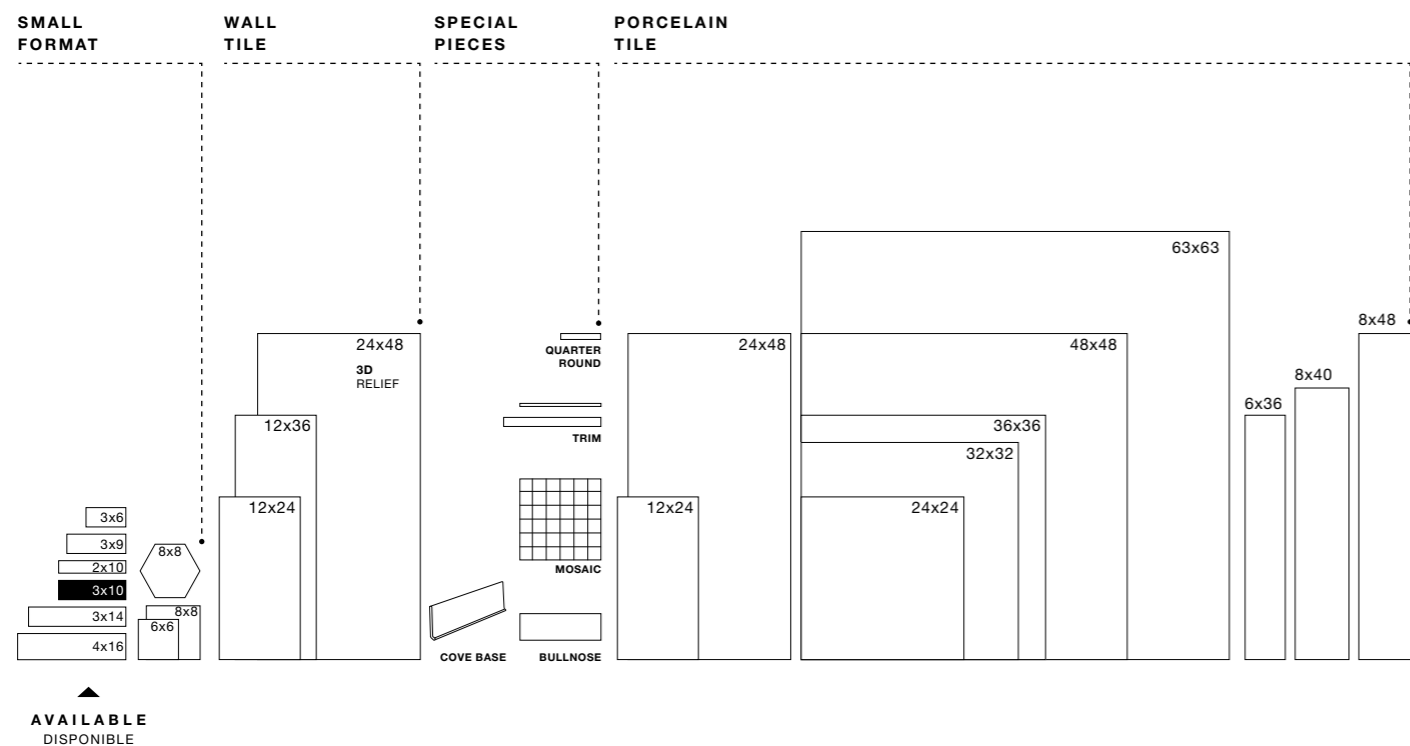 SMALL
FORMAT
WALL
TILE
SPECIAL
PIECES
PORCELAIN
TILE
3x6
3x9
2x10
3x10
3x14
4x16
8x8
8x8
6x6
24x48
3D
RELIEF
12x36
12x24
QUARTER
ROUND
TRIM
MOSAIC
COVE BASE
BULLNOSE
24x48
12x24
63x63
48x48
36x36
32x32
24x24
6x36
8x40
8x48
AVAILABLE
DISPONIBLE